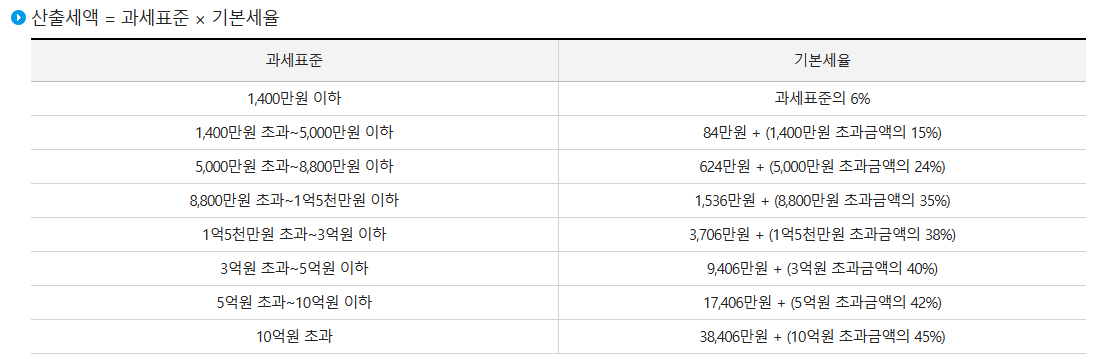 산출세액 = 과세표준 × 기본세율
과세표준 기본세율
1,400만원 이하 과세표준의 6%
1,400만원 초과~5,000만원 이하 84만원 + (1,400만원 초과금액의 15%)
5,000만원 초과~8,800만원 이하 624만원 + (5,000만원 초과금액의 24%)
8,800만원 초과~1억5천만원 이하 1,536만원 + (8,800만원 초과금액의 35%)
1억5천만원 초과~3억원 이하 3,706만원 + (1억5천만원 초과금액의 38%)
3억원 초과~5억원 이하 9,406만원 + (3억원 초과금액의 40%)
5억원 초과~10억원 이하 17,406만원 + (5억원 초과금액의 42%)
10억원 초과 38,406만원 + (10억원 초과금액의 45%)